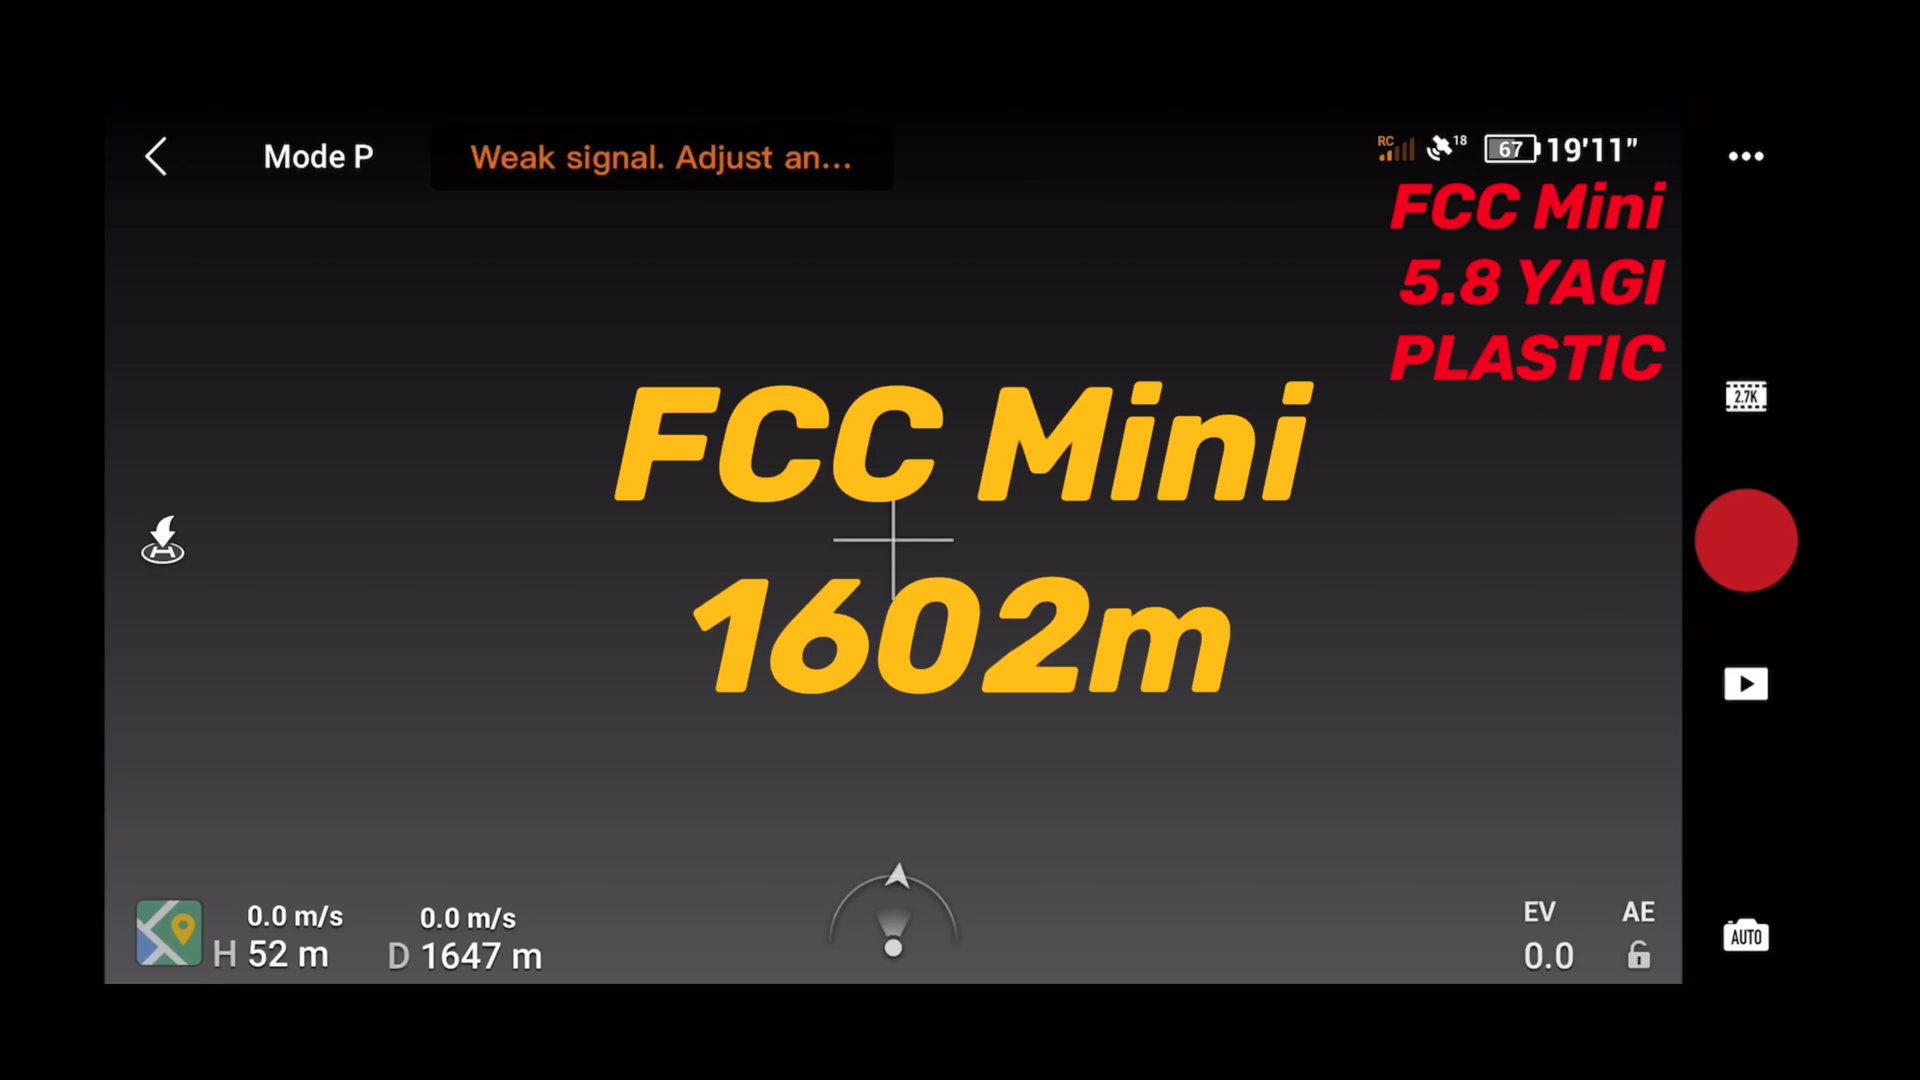 Mode P
Weak signal. Adjust an...
RC
18
67
19'11"
FCC Mini
5.8 YAGI
PLASTIC
2.7K
FCC Mini
1602m
0.0 m/s
0.0 m/s
H 52 m
D 1647 m
EV
AE
0.0
AUTO